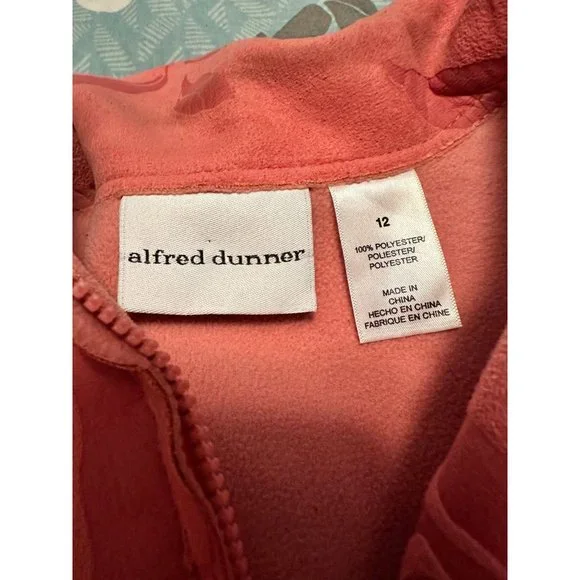 alfred dunner
12
100% POLYESTER/
POLIESTER/
POLYESTER
MADE IN
CHINA
HECHO EN CHINA
FABRIQUE EN CHINE